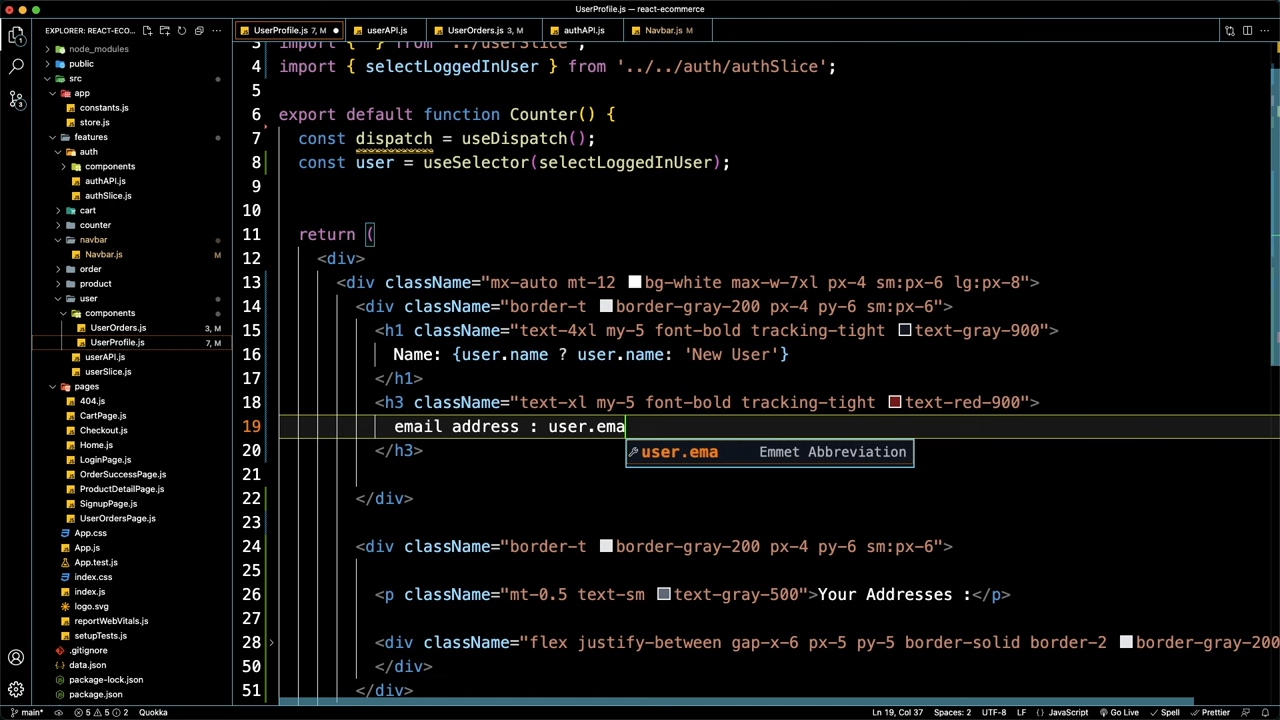 UserProfile.js — react-ecommerce
EXPLORER: REACT-ECO...
UserProfile.js 7, M
userAPI.js
UserOrders.js 3, M
authAPI.js
Navbar.js M
node_modules
public
src
app
constants.js
store.js
features
auth
components
authAPI.js
authSlice.js
cart
counter
navbar
Navbar.js M
order
product
user
components
UserOrders.js 3, M
UserProfile.js 7, M
userAPI.js
userSlice.js
pages
404.js
CartPage.js
Checkout.js
Home.js
LoginPage.js
OrderSuccessPage.js
ProductDetailPage.js
SignupPage.js
UserOrdersPage.js
App.css
App.js
App.test.js
index.css
index.js
logo.svg
reportWebVitals.js
setupTests.js
.gitignore
data.json
package-lock.json
package.json
3 import { } from '../userSlice';
4 import { selectLoggedInUser } from '../../auth/authSlice';
5
6 export default function Counter() {
7 const dispatch = useDispatch();
8 const user = useSelector(selectLoggedInUser);
9
10
11 return (
12 <div>
13 <div className="mx-auto mt-12 bg-white max-w-7xl px-4 sm:px-6 lg:px-8">
14 <div className="border-t border-gray-200 px-4 py-6 sm:px-6">
15 <h1 className="text-4xl my-5 font-bold tracking-tight text-gray-900">
16 Name: {user.name ? user.name: 'New User'}
17 </h1>
18 <h3 className="text-xl my-5 font-bold tracking-tight text-red-900">
19 email address : user.ema
user.ema Emmet Abbreviation
20 </h3>
21
22 </div>
23
24 <div className="border-t border-gray-200 px-4 py-6 sm:px-6">
25
26 <p className="mt-0.5 text-sm text-gray-500">Your Addresses :</p>
27
28 <div className="flex justify-between gap-x-6 px-5 py-5 border-solid border-2 border-gray-200
50 </div>
51 </div>
main* 5 5 2 Quokka
Ln 19, Col 37 Spaces: 2 UTF-8 LF { } JavaScript Go Live Spell Prettier